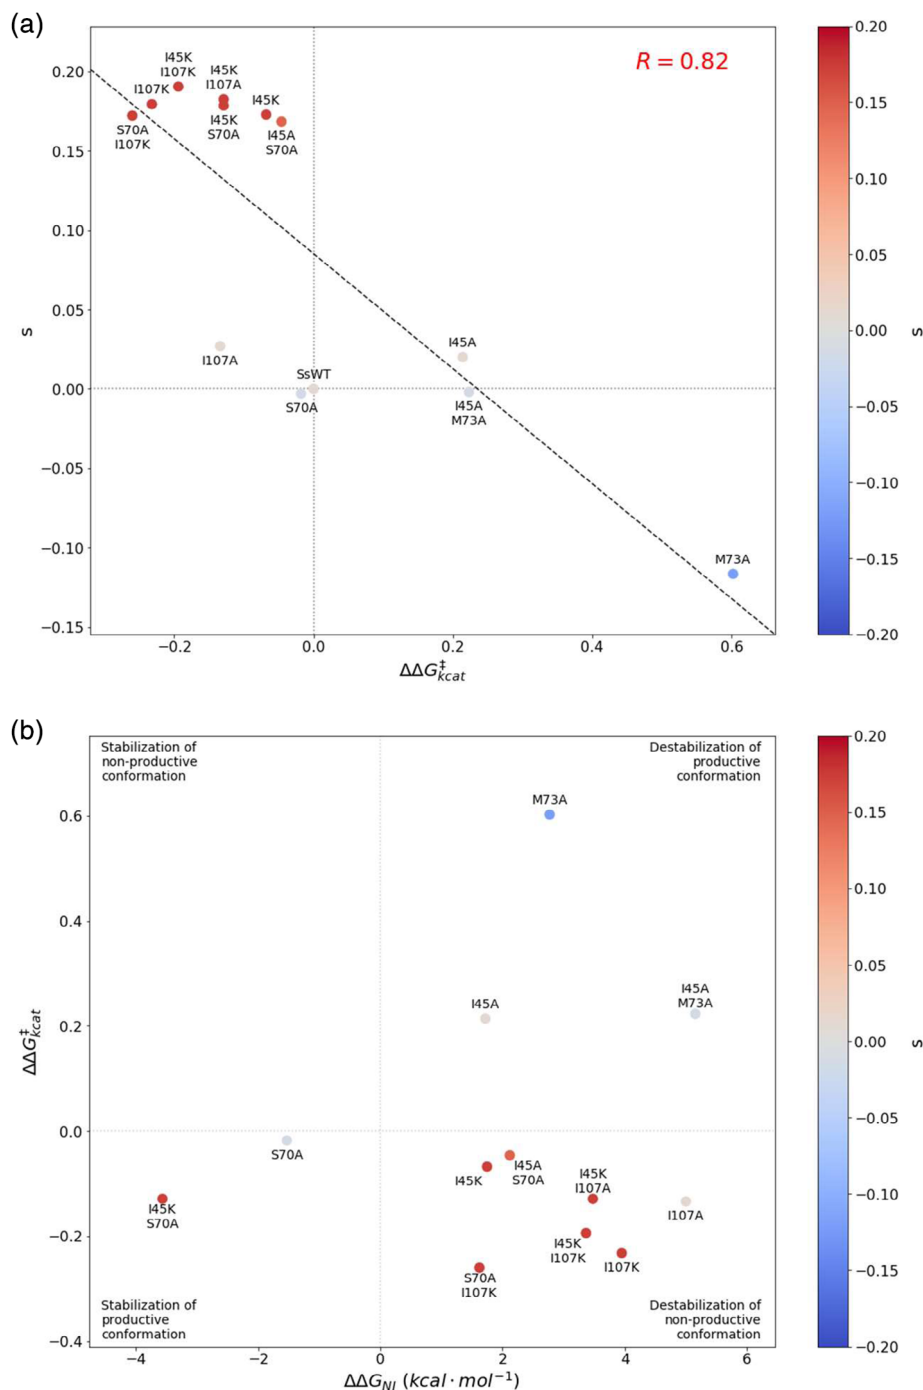 (a)
R = 0.82
0.20
0.15
0.10
0.05
0.00
−0.05
−0.10
−0.15
s
I45K
I107K
I107K
I45K
I107A
I45K
S70A
I107K
I45K
S70A
I45A
S70A
I107A
SsWT
S70A
I45A
I45A
M73A
M73A
−0.2
0.0
0.2
0.4
0.6
ΔΔG‡kcat
0.20
0.15
0.10
0.05
0.00
−0.05
−0.10
−0.15
−0.20
s
(b)
Stabilization of
non-productive
conformation
Destabilization of
productive
conformation
0.6
0.4
0.2
0.0
−0.2
−0.4
ΔΔG‡kcat
M73A
I45A
I45A
M73A
S70A
I45K
S70A
I45K
I45A
S70A
I45K
I107A
I107A
I45K
I107K
I107K
S70A
I107K
Stabilization of
productive
conformation
Destabilization of
non-productive
conformation
−4
−2
0
2
4
6
ΔΔG_NI (kcal · mol⁻¹)
0.20
0.15
0.10
0.05
0.00
−0.05
−0.10
−0.15
−0.20
s